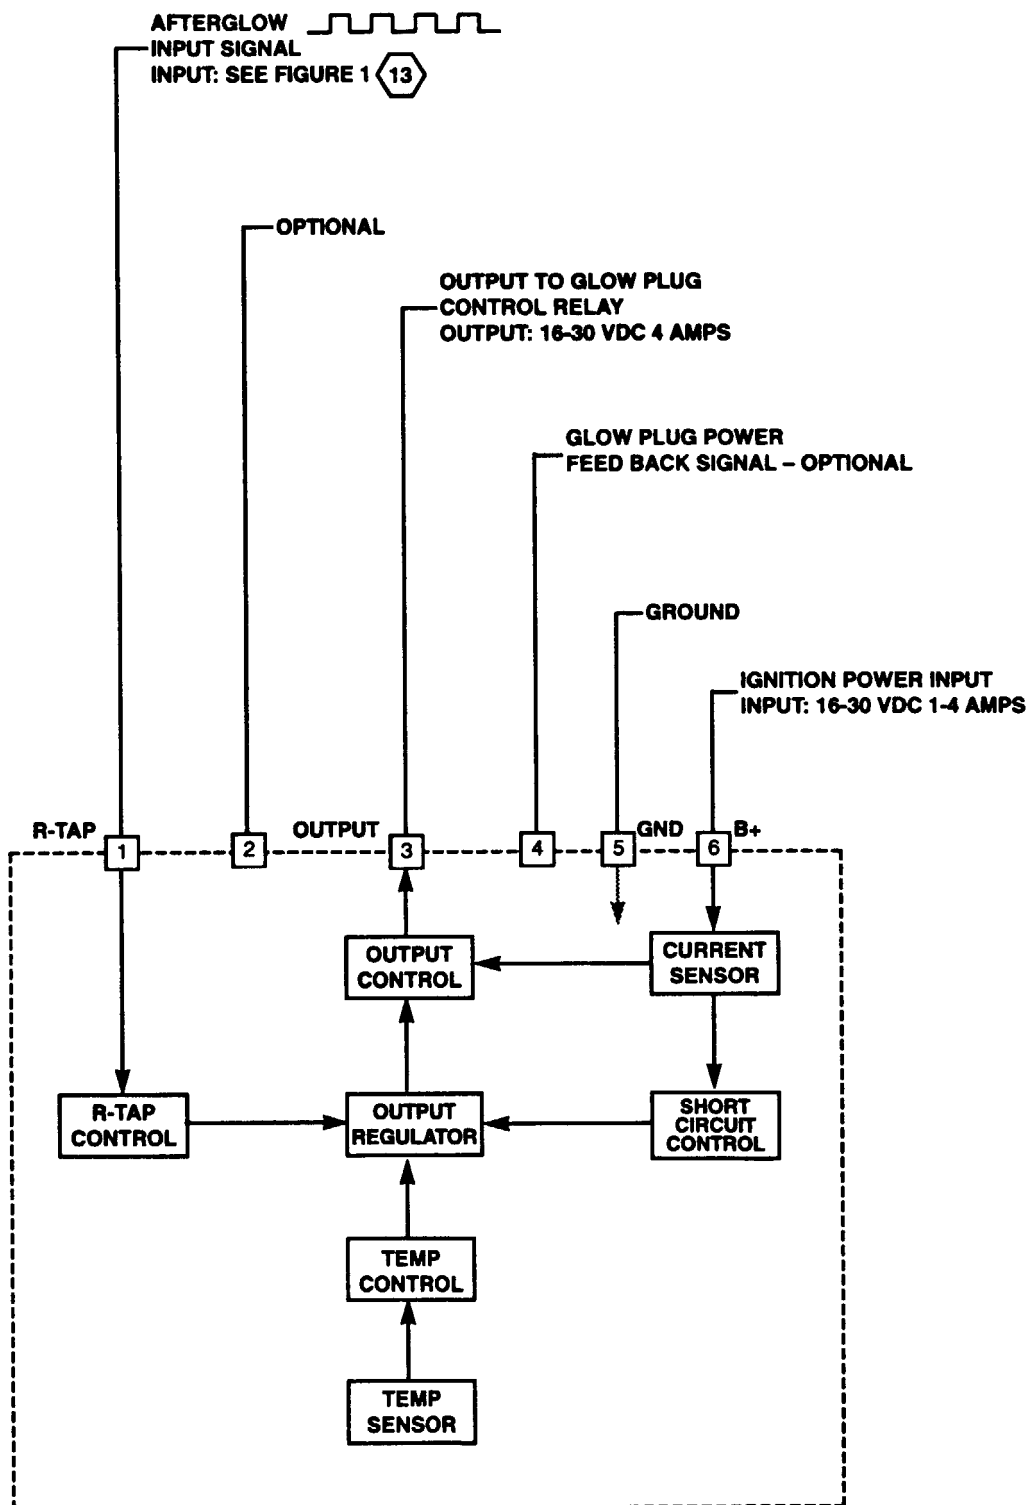 AFTERGLOW
INPUT SIGNAL
INPUT: SEE FIGURE 1 13
OPTIONAL
OUTPUT TO GLOW PLUG
CONTROL RELAY
OUTPUT: 16-30 VDC 4 AMPS
GLOW PLUG POWER
FEED BACK SIGNAL – OPTIONAL
GROUND
IGNITION POWER INPUT
INPUT: 16-30 VDC 1-4 AMPS
R-TAP OUTPUT GND B+
1 2 3 4 5 6
OUTPUT
CONTROL
CURRENT
SENSOR
R-TAP
CONTROL
OUTPUT
REGULATOR
SHORT
CIRCUIT
CONTROL
TEMP
CONTROL
TEMP
SENSOR